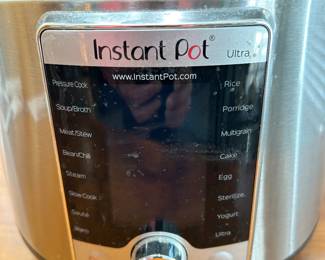 Instant Pot®
Ultra
www.InstantPot.com
Pressure Cook
Soup/Broth
Meat/Stew
Bean/Chili
Steam
Slow Cook
Sauté
Warm
Rice
Porridge
Multigrain
Cake
Egg
Sterilize
Yogurt
Ultra